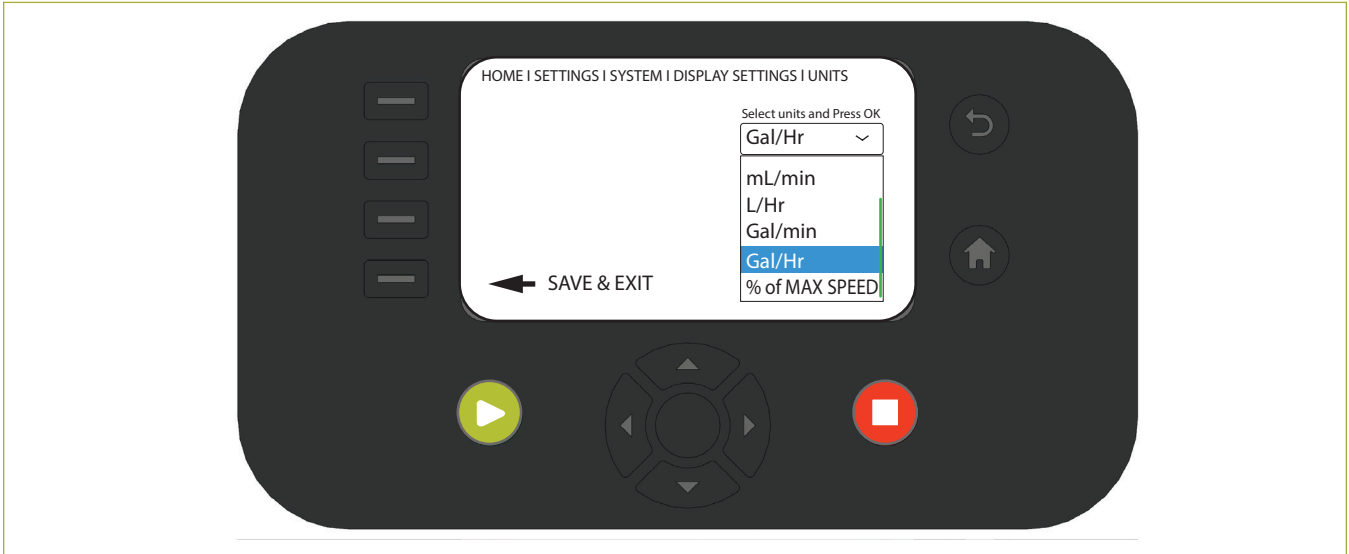 HOME I SETTINGS I SYSTEM I DISPLAY SETTINGS I UNITS
Select units and Press OK
Gal/Hr
mL/min
L/Hr
Gal/min
Gal/Hr
% of MAX SPEED
SAVE & EXIT